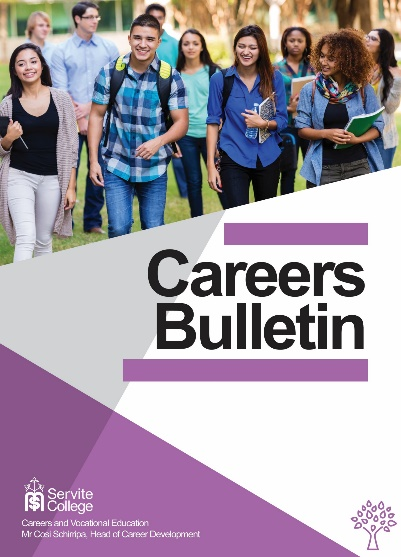 Careers
Bulletin
Servite
College
Careers and Vocational Education
Mr Cosi Schirripa, Head of Career Development